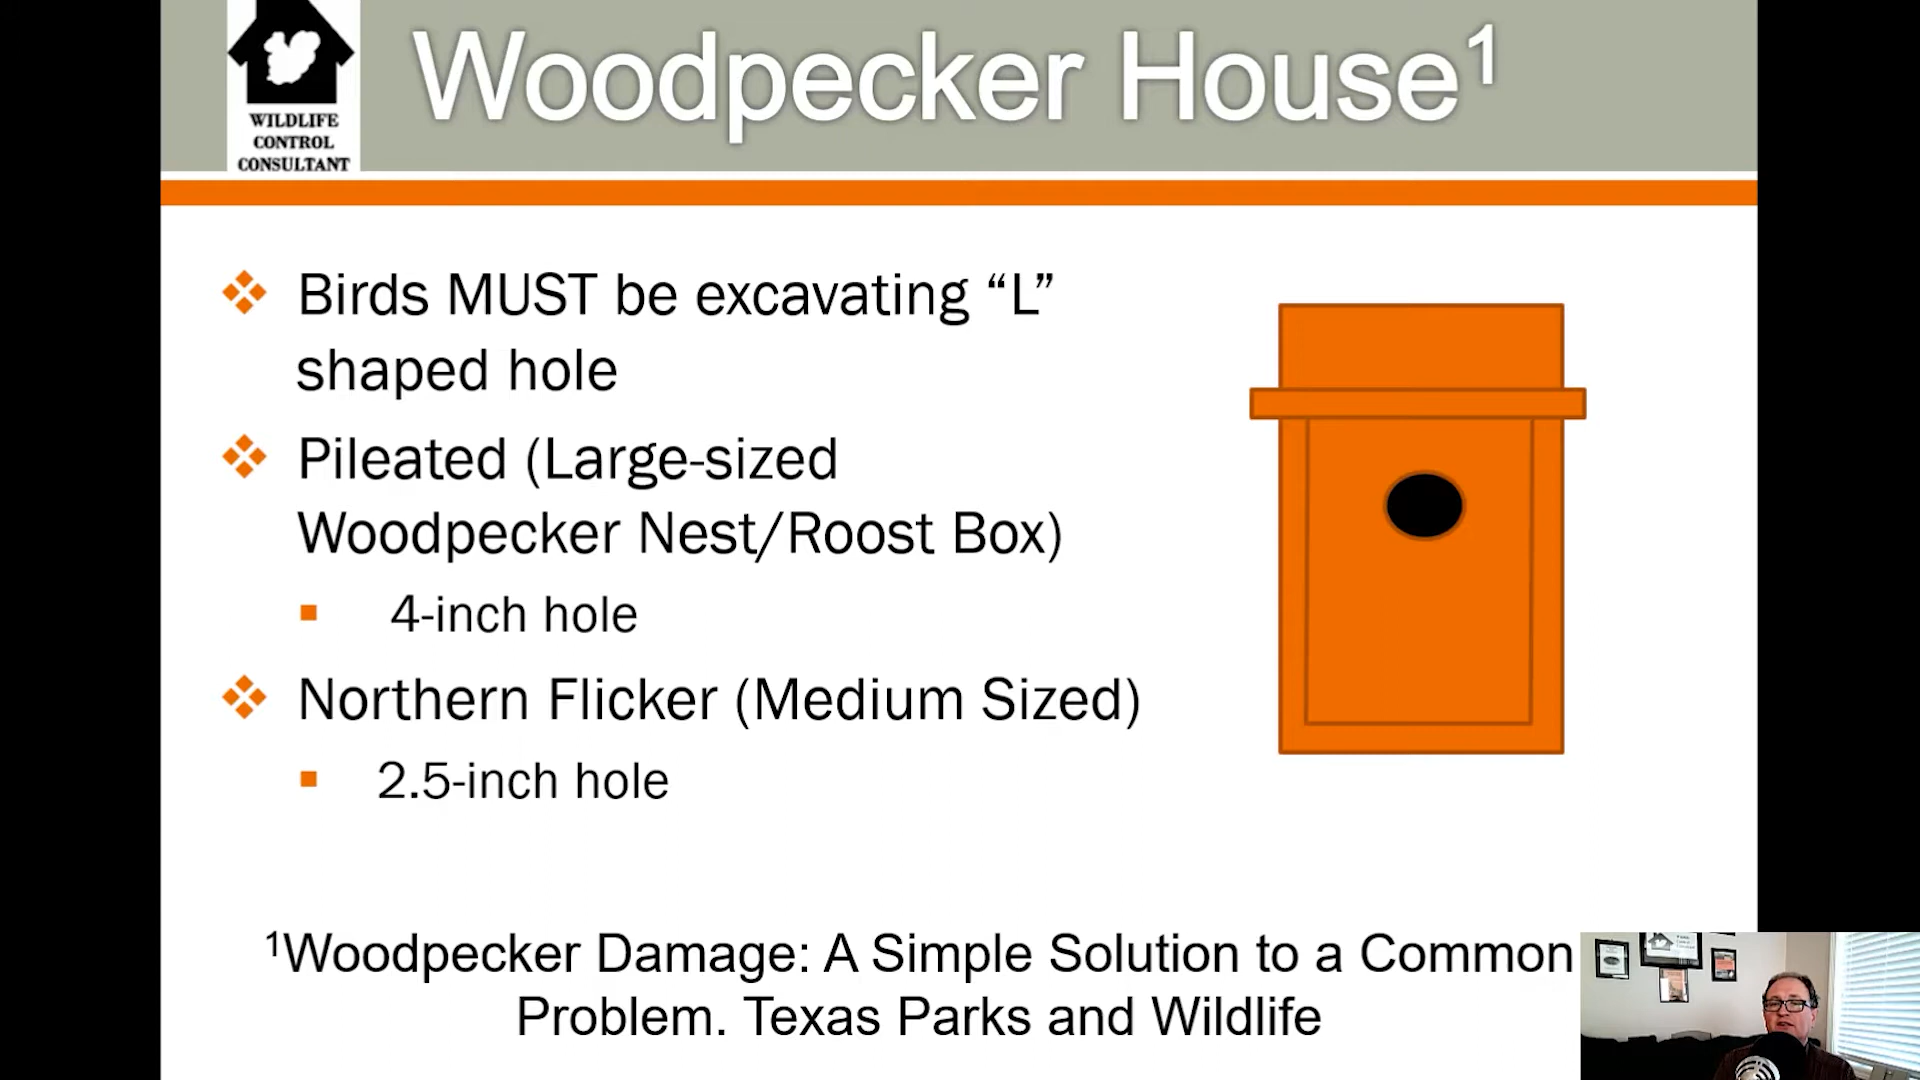 WILDLIFE
CONTROL
CONSULTANT
Woodpecker House¹
Birds MUST be excavating “L”
shaped hole
Pileated (Large-sized
Woodpecker Nest/Roost Box)
4-inch hole
Northern Flicker (Medium Sized)
2.5-inch hole
¹Woodpecker Damage: A Simple Solution to a Common
Problem. Texas Parks and Wildlife